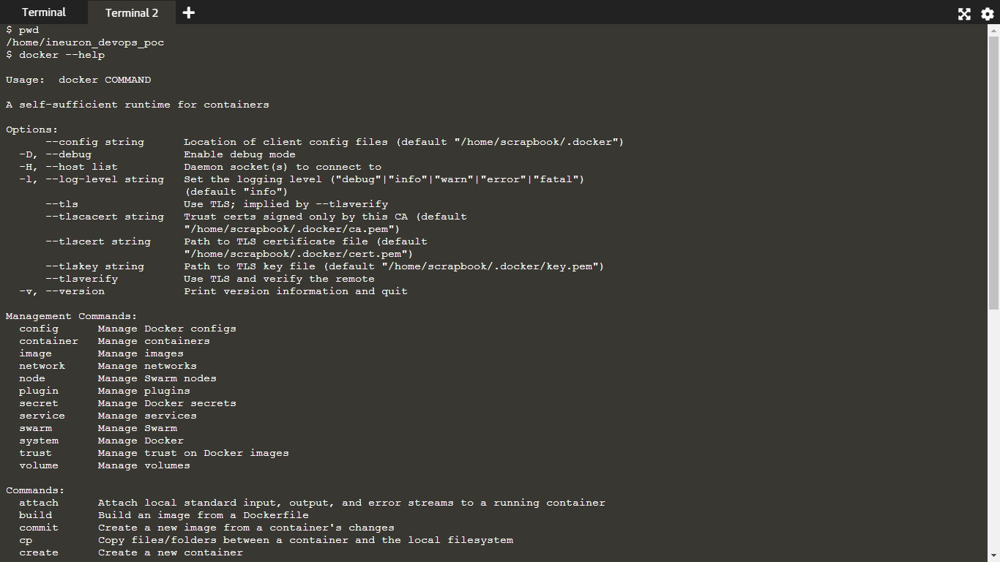 Terminal Terminal 2 +
$ pwd
/home/ineuron_devops_poc
$ docker --help

Usage:  docker COMMAND

A self-sufficient runtime for containers

Options:
      --config string      Location of client config files (default "/home/scrapbook/.docker")
  -D, --debug              Enable debug mode
  -H, --host list          Daemon socket(s) to connect to
  -l, --log-level string   Set the logging level ("debug"|"info"|"warn"|"error"|"fatal")
                           (default "info")
      --tls                Use TLS; implied by --tlsverify
      --tlscacert string   Trust certs signed only by this CA (default
                           "/home/scrapbook/.docker/ca.pem")
      --tlscert string     Path to TLS certificate file (default
                           "/home/scrapbook/.docker/cert.pem")
      --tlskey string      Path to TLS key file (default "/home/scrapbook/.docker/key.pem")
      --tlsverify          Use TLS and verify the remote
  -v, --version            Print version information and quit

Management Commands:
  config      Manage Docker configs
  container   Manage containers
  image       Manage images
  network     Manage networks
  node        Manage Swarm nodes
  plugin      Manage plugins
  secret      Manage Docker secrets
  service     Manage services
  swarm       Manage Swarm
  system      Manage Docker
  trust       Manage trust on Docker images
  volume      Manage volumes

Commands:
  attach      Attach local standard input, output, and error streams to a running container
  build       Build an image from a Dockerfile
  commit      Create a new image from a container's changes
  cp          Copy files/folders between a container and the local filesystem
  create      Create a new container